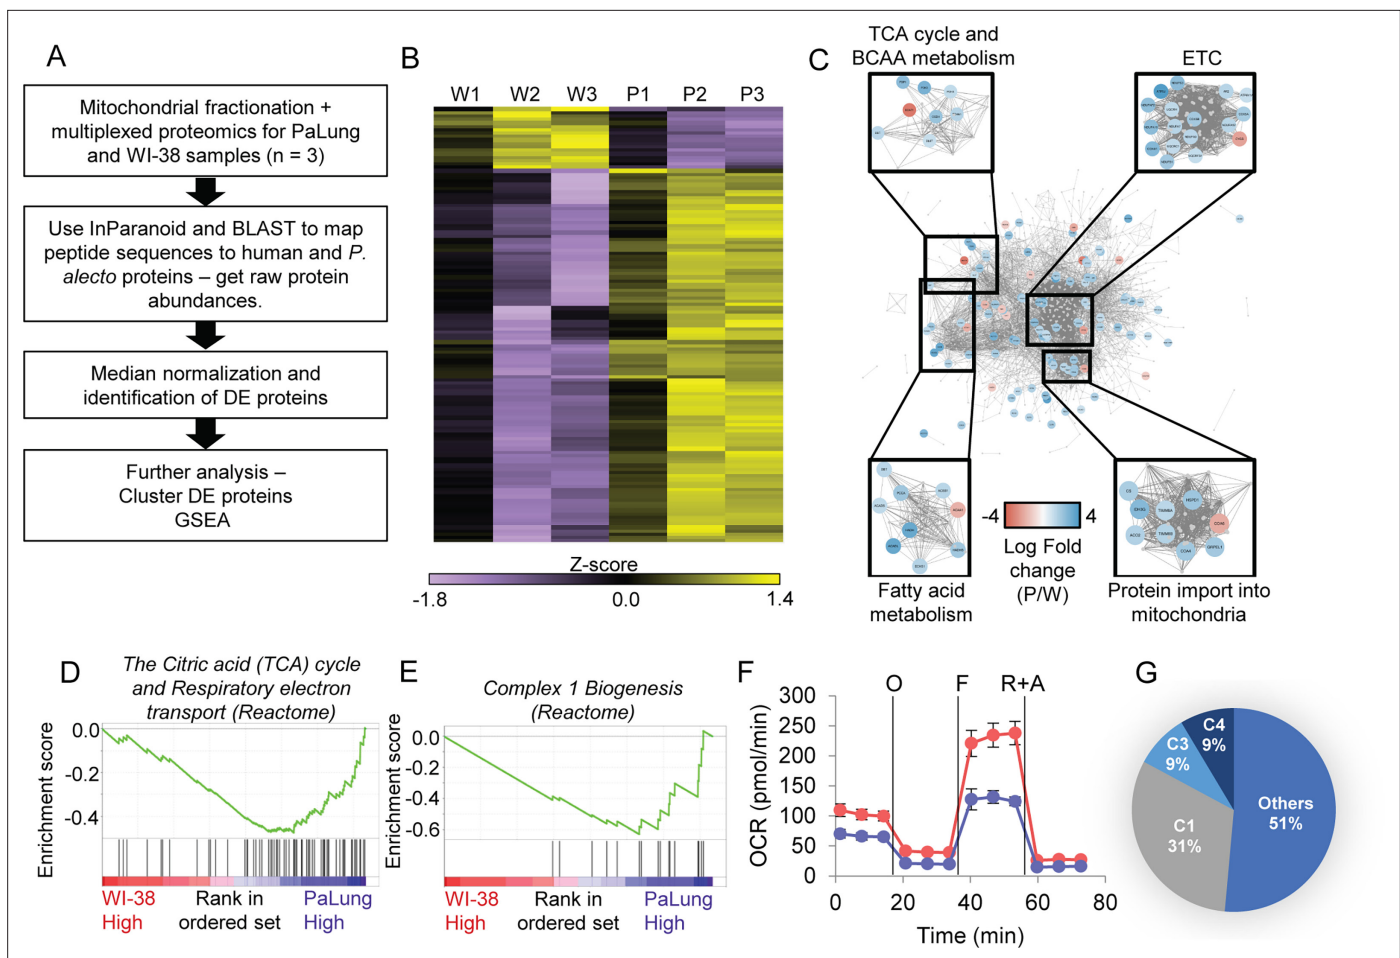 A
Mitochondrial fractionation +
multiplexed proteomics for PaLung
and WI-38 samples (n = 3)
Use InParanoid and BLAST to map
peptide sequences to human and P.
alecto proteins – get raw protein
abundances.
Median normalization and
identification of DE proteins
Further analysis –
Cluster DE proteins
GSEA
B
W1 W2 W3 P1 P2 P3
Z-score
-1.8 0.0 1.4
C
TCA cycle and
BCAA metabolism
ETC
-4 4
Log Fold
change
(P/W)
Fatty acid
metabolism
Protein import into
mitochondria
D
The Citric acid (TCA) cycle
and Respiratory electron
transport (Reactome)
Enrichment score
0.0
-0.2
-0.4
WI-38
High
Rank in
ordered set
PaLung
High
E
Complex 1 Biogenesis
(Reactome)
Enrichment score
0.0
-0.2
-0.4
-0.6
WI-38
High
Rank in
ordered set
PaLung
High
F
O F R+A
OCR (pmol/min)
300
250
200
150
100
50
0
0 20 40 60 80
Time (min)
G
C4
9%
C3
9%
C1
31%
Others
51%